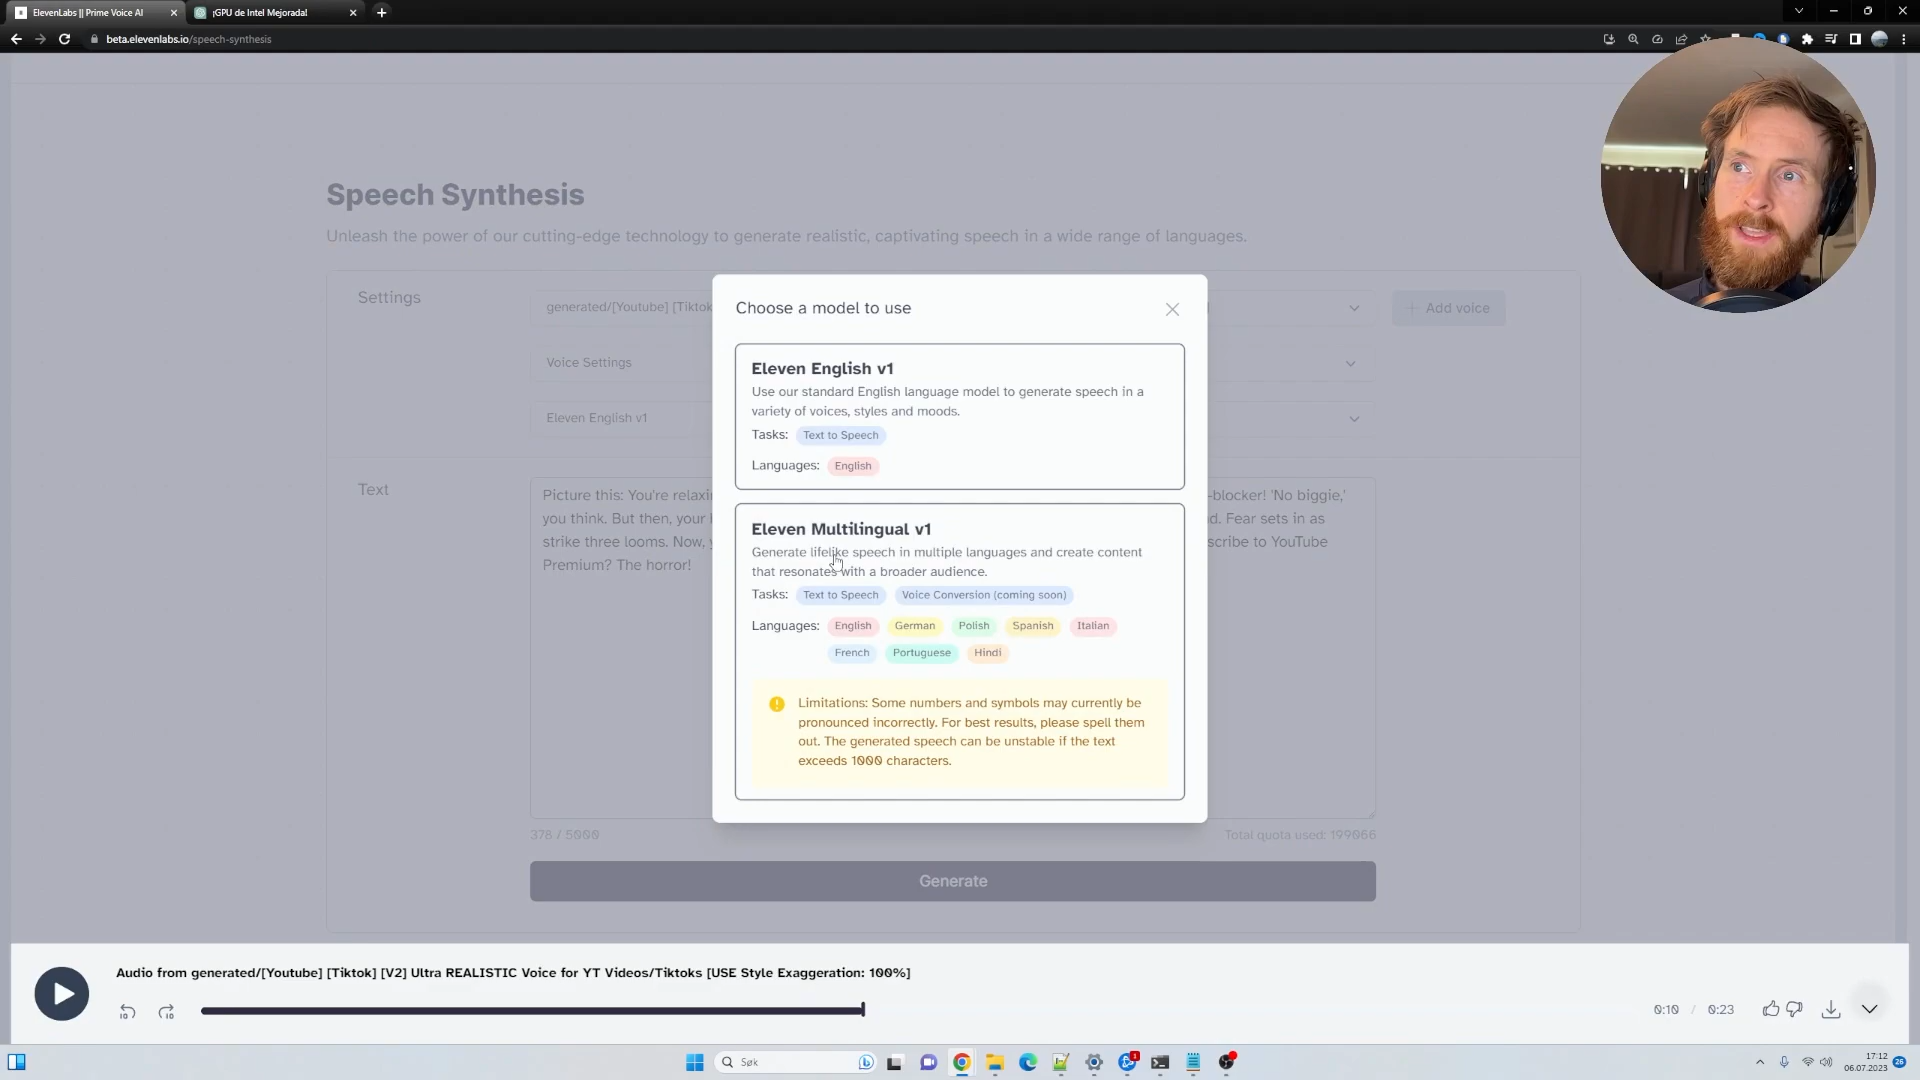 ElevenLabs || Prime Voice AI
¡GPU de Intel Mejorada!
beta.elevenlabs.io/speech-synthesis
Speech Synthesis
Unleash the power of our cutting-edge technology to generate realistic, captivating speech in a wide range of languages.
Settings
generated/[Youtube] [Tiktok
Add voice
Voice Settings
Eleven English v1
Text
Picture this: You're relaxi
-blocker! 'No biggie,'
you think. But then, your
d. Fear sets in as
strike three looms. Now,
scribe to YouTube
Premium? The horror!
Choose a model to use
Eleven English v1
Use our standard English language model to generate speech in a
variety of voices, styles and moods.
Tasks: Text to Speech
Languages: English
Eleven Multilingual v1
Generate lifelike speech in multiple languages and create content
that resonates with a broader audience.
Tasks: Text to Speech Voice Conversion (coming soon)
Languages: English German Polish Spanish Italian
French Portuguese Hindi
Limitations: Some numbers and symbols may currently be
pronounced incorrectly. For best results, please spell them
out. The generated speech can be unstable if the text
exceeds 1000 characters.
378 / 5000
Total quota used: 199066
Generate
Audio from generated/[Youtube] [Tiktok] [V2] Ultra REALISTIC Voice for YT Videos/Tiktoks [USE Style Exaggeration: 100%]
10
10
0:10 / 0:23
Søk
1
17:12
06.07.2023
26